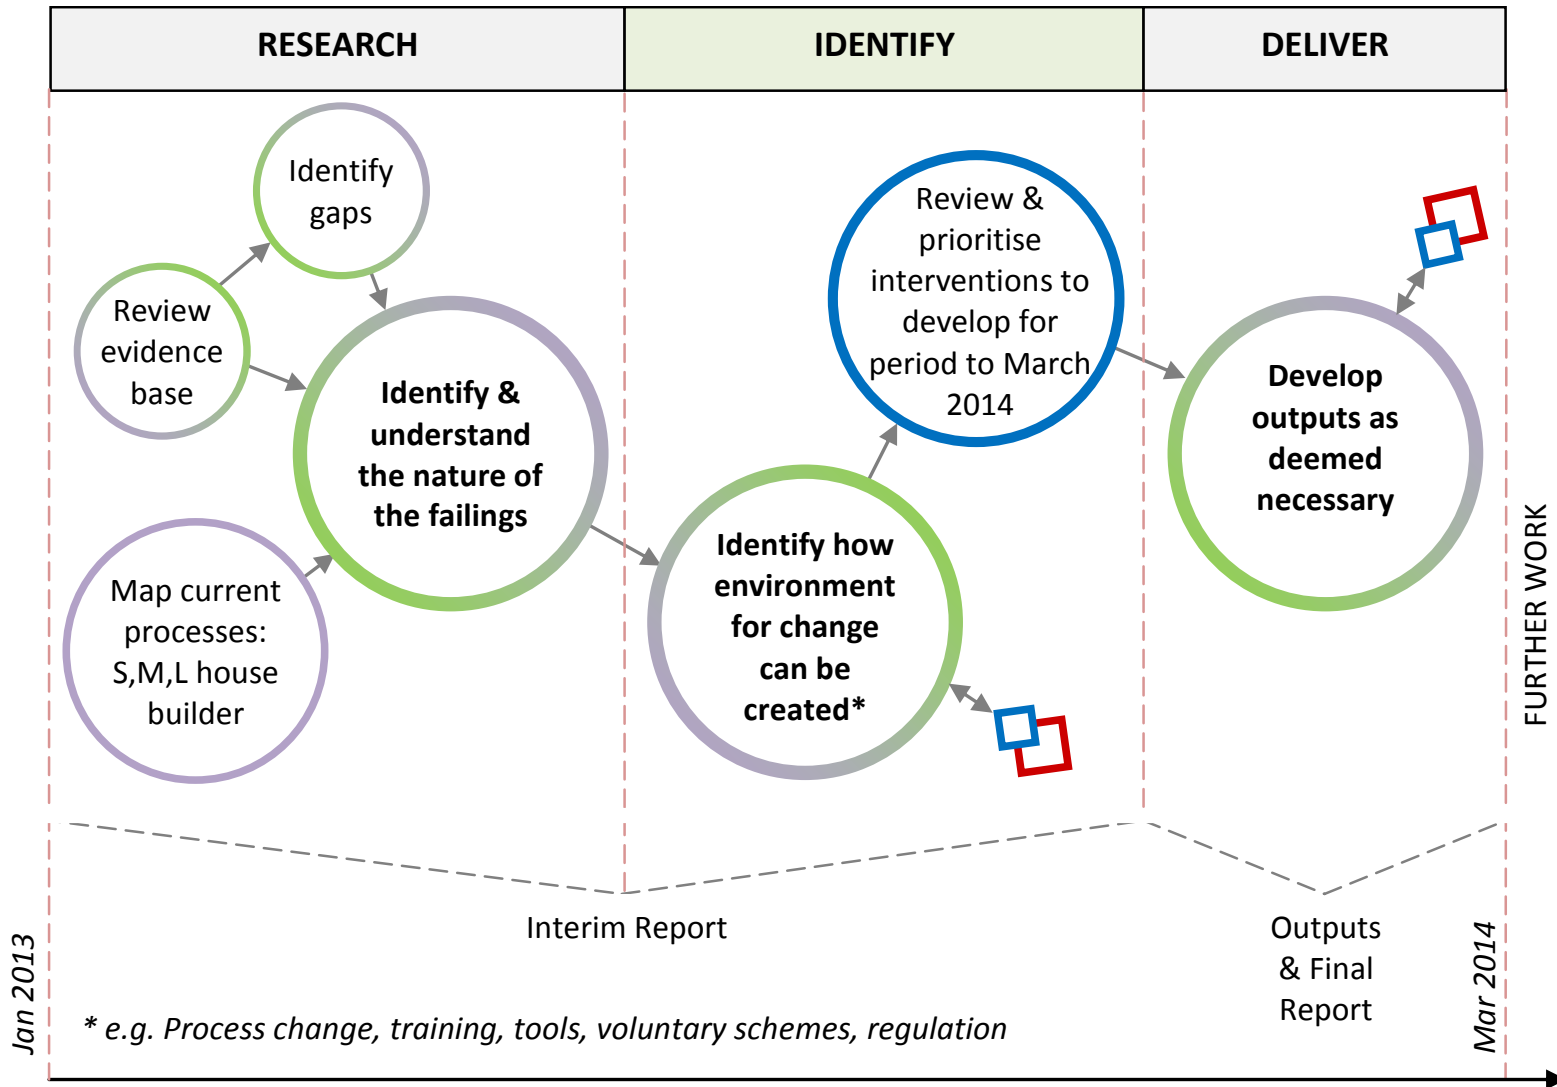 RESEARCH
IDENTIFY
DELIVER
Identify
gaps
Review
evidence
base
Identify &
understand
the nature of
the failings
Map current
processes:
S,M,L house
builder
Review &
prioritise
interventions to
develop for
period to March
2014
Identify how
environment
for change
can be
created*
Develop
outputs as
deemed
necessary
FURTHER WORK
Interim Report
Outputs
& Final
Report
Jan 2013
Mar 2014
* e.g. Process change, training, tools, voluntary schemes, regulation